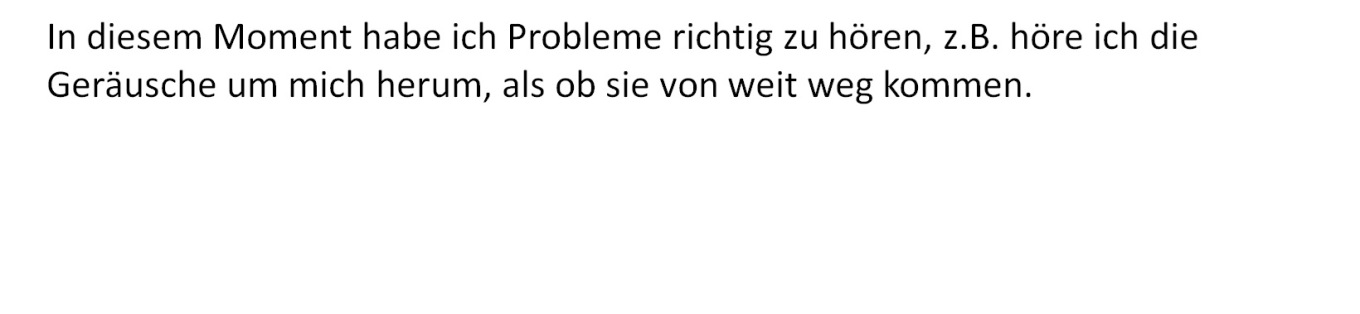 In diesem Moment habe ich Probleme richtig zu hören, z.B. höre ich die
Geräusche um mich herum, als ob sie von weit weg kommen.